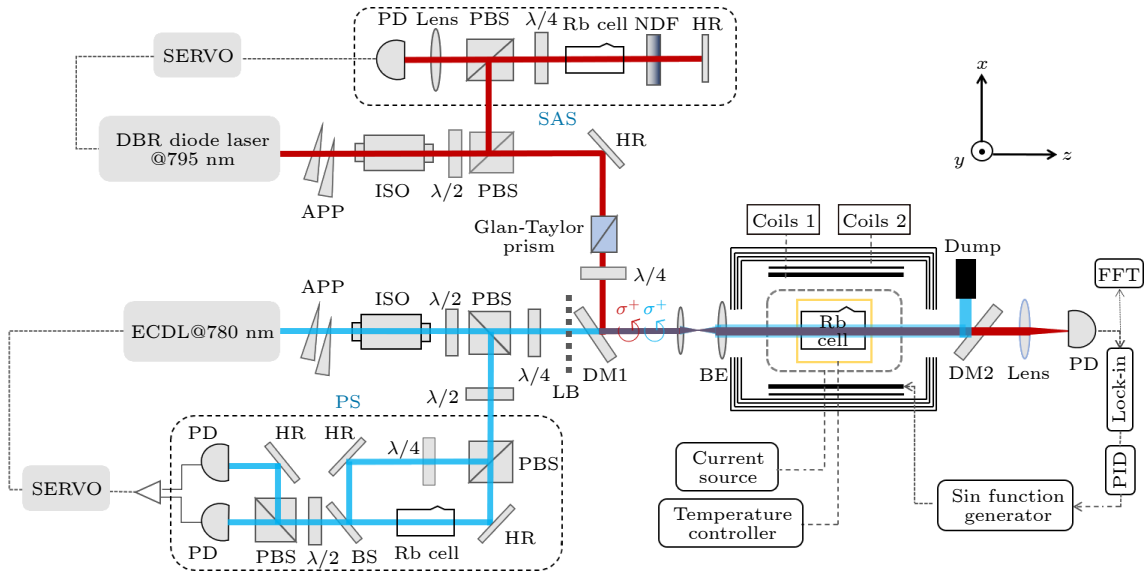 PD Lens PBS λ/4 Rb cell NDF HR
SERVO
SAS
x
y
z
DBR diode laser
@795 nm
APP
ISO
λ/2
PBS
HR
Glan-Taylor
prism
λ/4
Coils 1
Coils 2
Dump
FFT
ECDL@780 nm
APP
ISO
λ/2
PBS
λ/4
LB
DM1
σ+
σ+
BE
Rb
cell
DM2
Lens
PD
Lock-in
PID
λ/2
PS
PD
HR
HR
λ/4
PBS
SERVO
PD
PBS
λ/2
BS
Rb cell
HR
Current
source
Temperature
controller
Sin function
generator